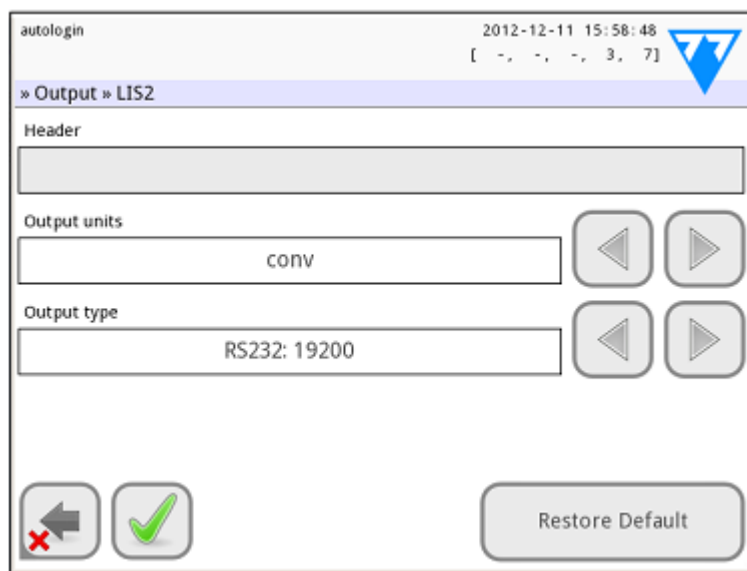 autologin
2012-12-11 15:58:48
[ -, -, -, 3, 7]
» Output » LIS2
Header
Output units
conv
Output type
RS232: 19200
Restore Default